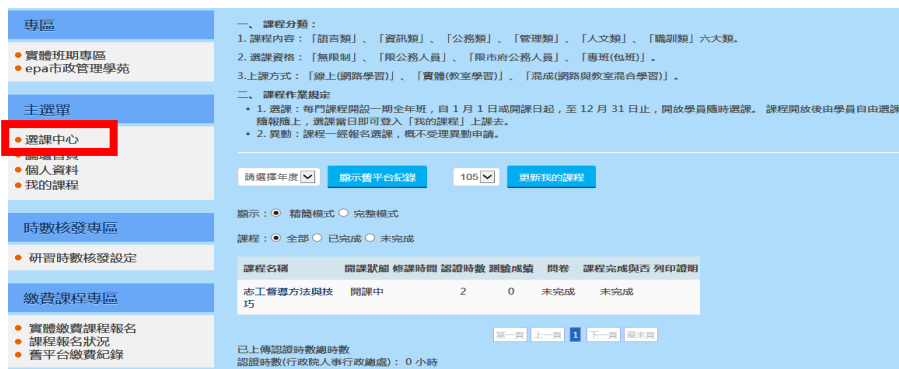 專區
實體班期專區
epa市政管理學苑
主選單
選課中心
論壇首頁
個人資料
我的課程
時數核發專區
研習時數核發設定
繳費課程專區
實體繳費課程報名
課程報名狀況
舊平台繳費紀錄
一、 課程分類：
1. 課程內容：「語言類」、「資訊類」、「公務類」、「管理類」、「人文類」、「職訓類」六大類。
2. 選課資格：「無限制」、「限公務人員」、「限市府公務人員」、「專班(包班)」。
3.上課方式：「線上(網路學習)」、「實體(教室學習)」、「混成(網路與教室混合學習)」。
二、 課程作業規定
1. 選課：每門課程開設一期全年班，自 1 月 1 日或開課日起，至 12 月 31 日止，開放學員隨時選課。 課程開放後由學員自由選課
隨報隨上，選課當日即可登入「我的課程」上課去。
2. 異動：課程一經報名選課，概不受理異動申請。
請選擇年度 顯示舊平台紀錄 105 更新我的課程
顯示： 精簡模式 完整模式
課程： 全部 已完成 未完成
課程名稱 開課狀態 修課時間 認證時數 測驗成績 問卷 課程完成與否 列印證明
志工督導方法與技 開課中 2 0 未完成 未完成
巧
第一頁 上一頁 1 下一頁 最末頁
已上傳認證時數總時數
認證時數(行政院人事行政總處)： 0 小時